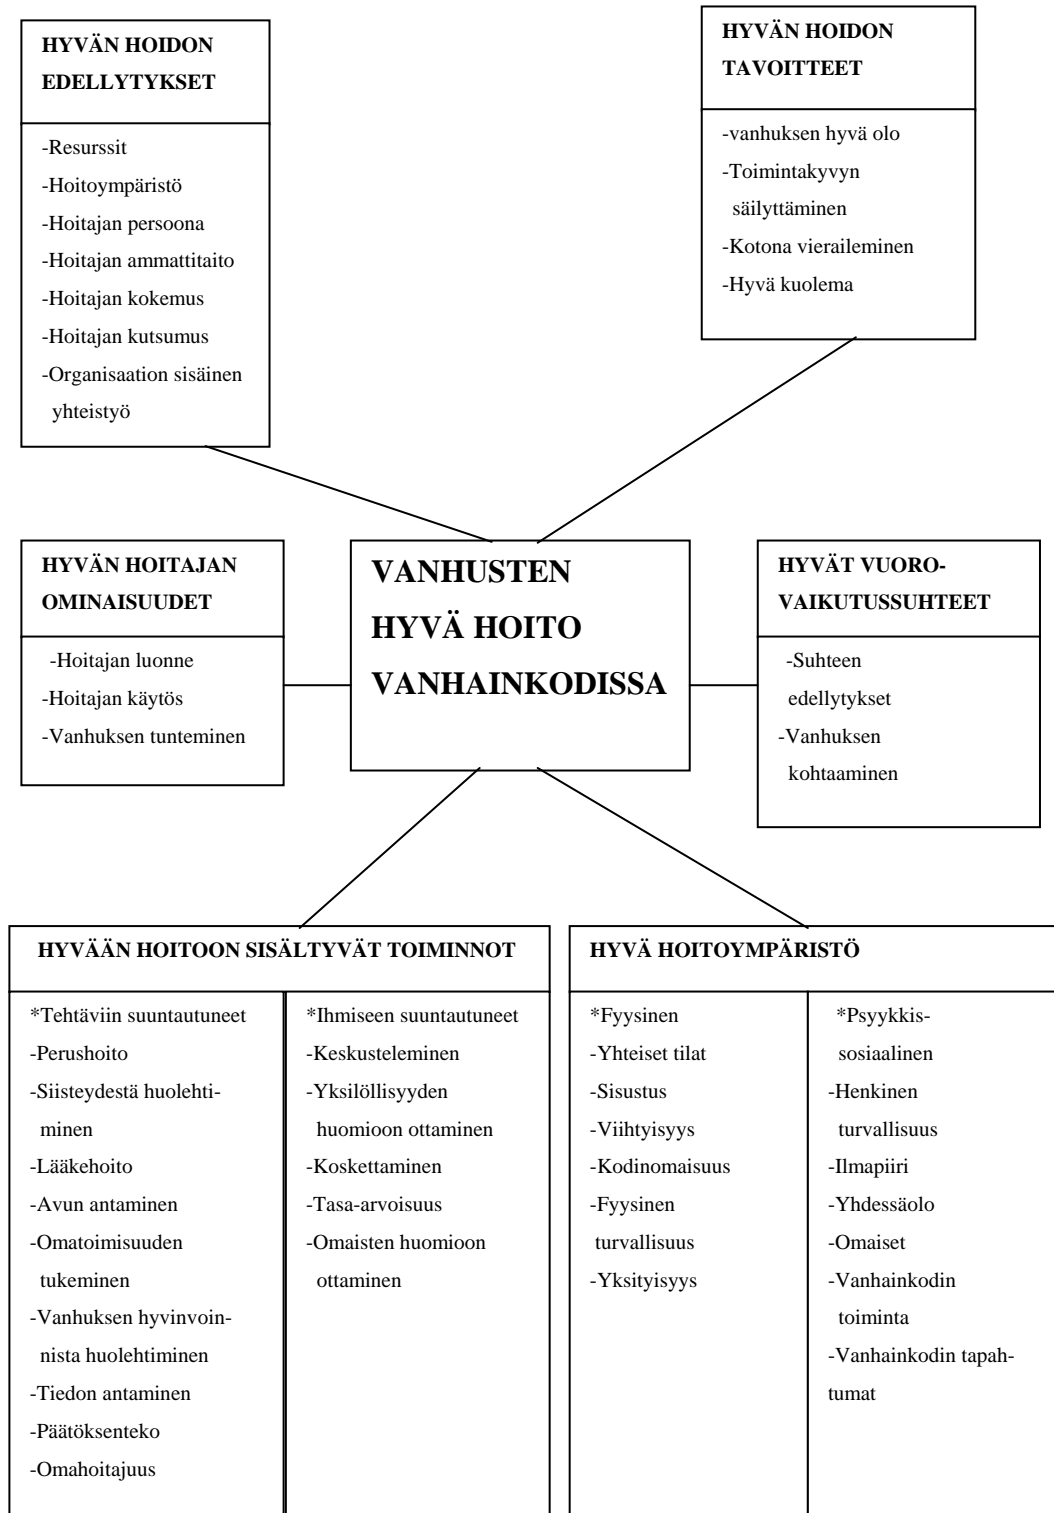 HYVÄN HOIDON
EDELLYTYKSET
-Resurssit
-Hoitoympäristö
-Hoitajan persoona
-Hoitajan ammattitaito
-Hoitajan kokemus
-Hoitajan kutsumus
-Organisaation sisäinen
yhteistyö
HYVÄN HOIDON
TAVOITTEET
-vanhuksen hyvä olo
-Toimintakyvyn
säilyttäminen
-Kotona vieraileminen
-Hyvä kuolema
HYVÄN HOITAJAN
OMINAISUUDET
-Hoitajan luonne
-Hoitajan käytös
-Vanhuksen tunteminen
VANHUSTEN
HYVÄ HOITO
VANHAINKODISSA
HYVÄT VUORO-
VAIKUTUSSUHTEET
-Suhteen
edellytykset
-Vanhuksen
kohtaaminen
HYVÄÄN HOITOON SISÄLTYVÄT TOIMINNOT
*Tehtäviin suuntautuneet
-Perushoito
-Siisteydestä huolehti-
minen
-Lääkehoito
-Avun antaminen
-Omatoimisuuden
tukeminen
-Vanhuksen hyvinvoin-
nista huolehtiminen
-Tiedon antaminen
-Päätöksenteko
-Omahoitajuus
*Ihmiseen suuntautuneet
-Keskusteleminen
-Yksilöllisyyden
huomioon ottaminen
-Koskettaminen
-Tasa-arvoisuus
-Omaisten huomioon
ottaminen
HYVÄ HOITOYMPÄRISTÖ
*Fyysinen
-Yhteiset tilat
-Sisustus
-Viihtyisyys
-Kodinomaisuus
-Fyysinen
turvallisuus
-Yksityisyys
*Psyykkis-
sosiaalinen
-Henkinen
turvallisuus
-Ilmapiiri
-Yhdessäolo
-Omaiset
-Vanhainkodin
toiminta
-Vanhainkodin tapah-
tumat